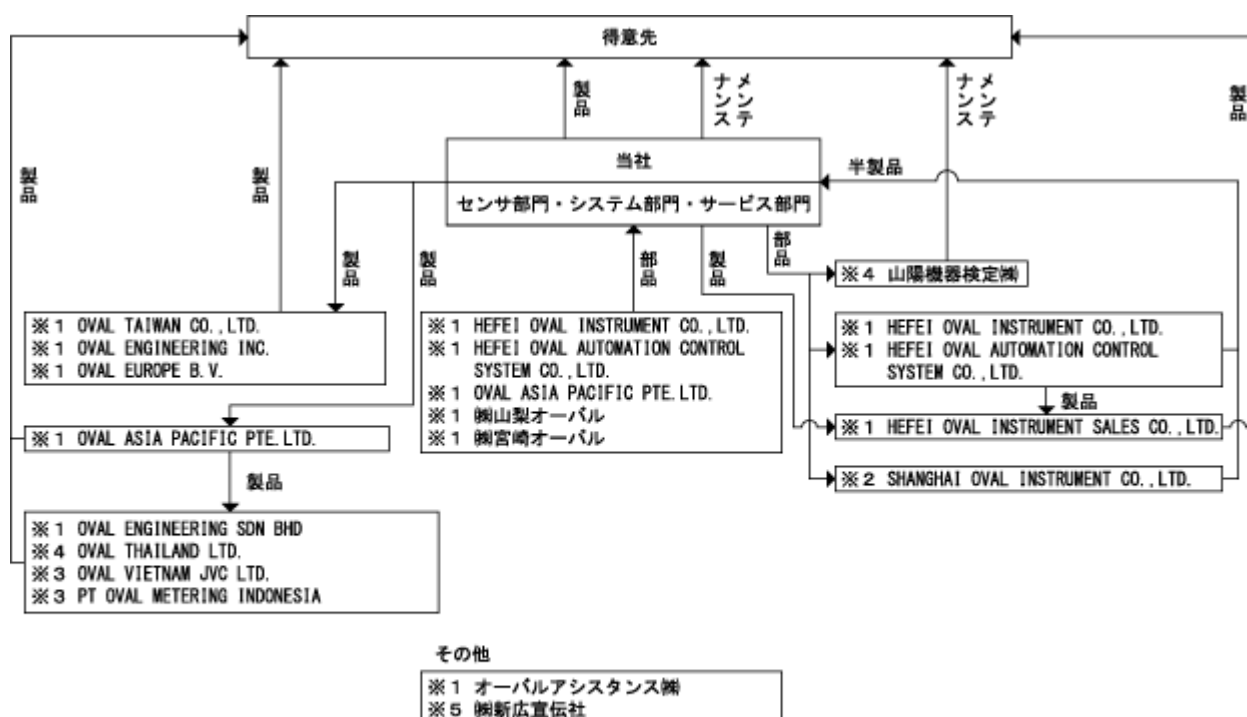 得意先
製品
製品
製品
メンテ
ナンス
メンテ
ナンス
製品
当社
センサ部門・システム部門・サービス部門
半製品
製品
製品
部品
製品
部品
※4 山陽機器検定㈱
※1 OVAL TAIWAN CO.,LTD.
※1 OVAL ENGINEERING INC.
※1 OVAL EUROPE B.V.
※1 HEFEI OVAL INSTRUMENT CO.,LTD.
※1 HEFEI OVAL AUTOMATION CONTROL
SYSTEM CO.,LTD.
※1 OVAL ASIA PACIFIC PTE.LTD.
※1 ㈱山梨オーバル
※1 ㈱宮崎オーバル
※1 HEFEI OVAL INSTRUMENT CO.,LTD.
※1 HEFEI OVAL AUTOMATION CONTROL
SYSTEM CO.,LTD.
製品
※1 HEFEI OVAL INSTRUMENT SALES CO.,LTD.
※2 SHANGHAI OVAL INSTRUMENT CO.,LTD.
※1 OVAL ASIA PACIFIC PTE.LTD.
製品
※1 OVAL ENGINEERING SDN BHD
※4 OVAL THAILAND LTD.
※3 OVAL VIETNAM JVC LTD.
※3 PT OVAL METERING INDONESIA
その他
※1 オーバルアシスタンス㈱
※5 ㈱新広宣伝社